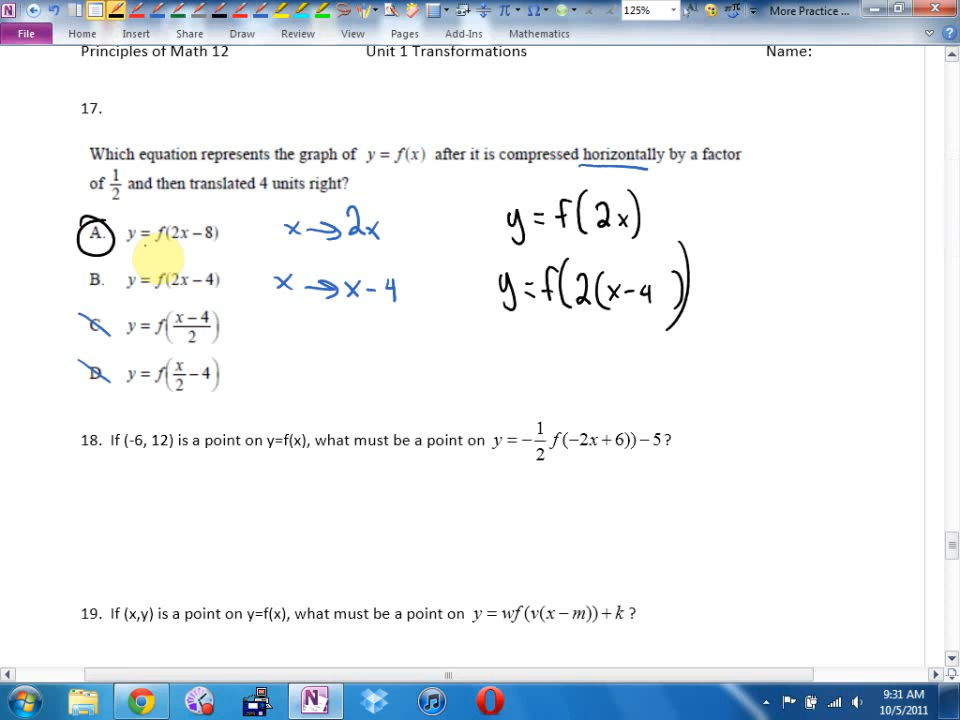 125%
More Practice ...
File Home Insert Share Draw Review View Pages Add-Ins Mathematics
Principles of Math 12 Unit 1 Transformations Name:
17.
Which equation represents the graph of y = f(x) after it is compressed horizontally by a factor
of 1/2 and then translated 4 units right?
A. y = f(2x − 8) x → 2x y = f(2x)
B. y = f(2x − 4) x → x − 4 y = f(2(x − 4))
C. y = f((x − 4)/2)
D. y = f(x/2 − 4)
18. If (-6, 12) is a point on y=f(x), what must be a point on y = −1/2 f(−2x + 6)) − 5 ?
19. If (x,y) is a point on y=f(x), what must be a point on y = wf(v(x − m)) + k ?
9:31 AM
10/5/2011